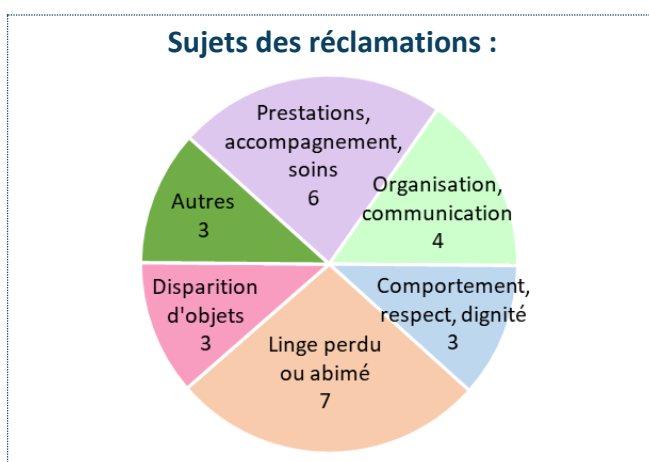 Sujets des réclamations :
Prestations,
accompagnement,
soins
6
Organisation,
communication
4
Autres
3
Disparition
d'objets
3
Comportement,
respect, dignité
3
Linge perdu
ou abimé
7